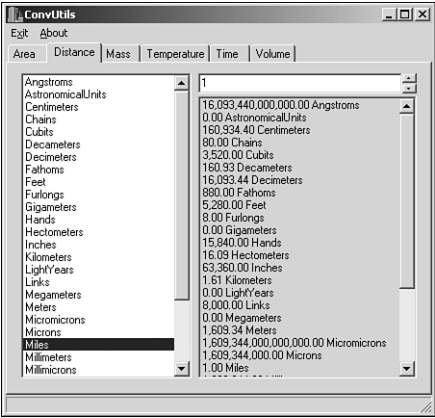 ConvUtils
Exit About
Area Distance Mass Temperature Time Volume
Angstroms
AstronomicalUnits
Centimeters
Chains
Cubits
Decameters
Decimeters
Fathoms
Feet
Furlongs
Gigameters
Hands
Hectometers
Inches
Kilometers
LightYears
Links
Megameters
Meters
Micromicrons
Microns
Miles
Millimeters
Millimicrons
1
16,093,440,000,000.00 Angstroms
0.00 AstronomicalUnits
160,934.40 Centimeters
80.00 Chains
3,520.00 Cubits
160.93 Decameters
16,093.44 Decimeters
880.00 Fathoms
5,280.00 Feet
8.00 Furlongs
0.00 Gigameters
15,840.00 Hands
16.09 Hectometers
63,360.00 Inches
1.61 Kilometers
0.00 LightYears
8,000.00 Links
0.00 Megameters
1,609.34 Meters
1,609,344,000,000,000.00 Micromicrons
1,609,344,000.00 Microns
1.00 Miles